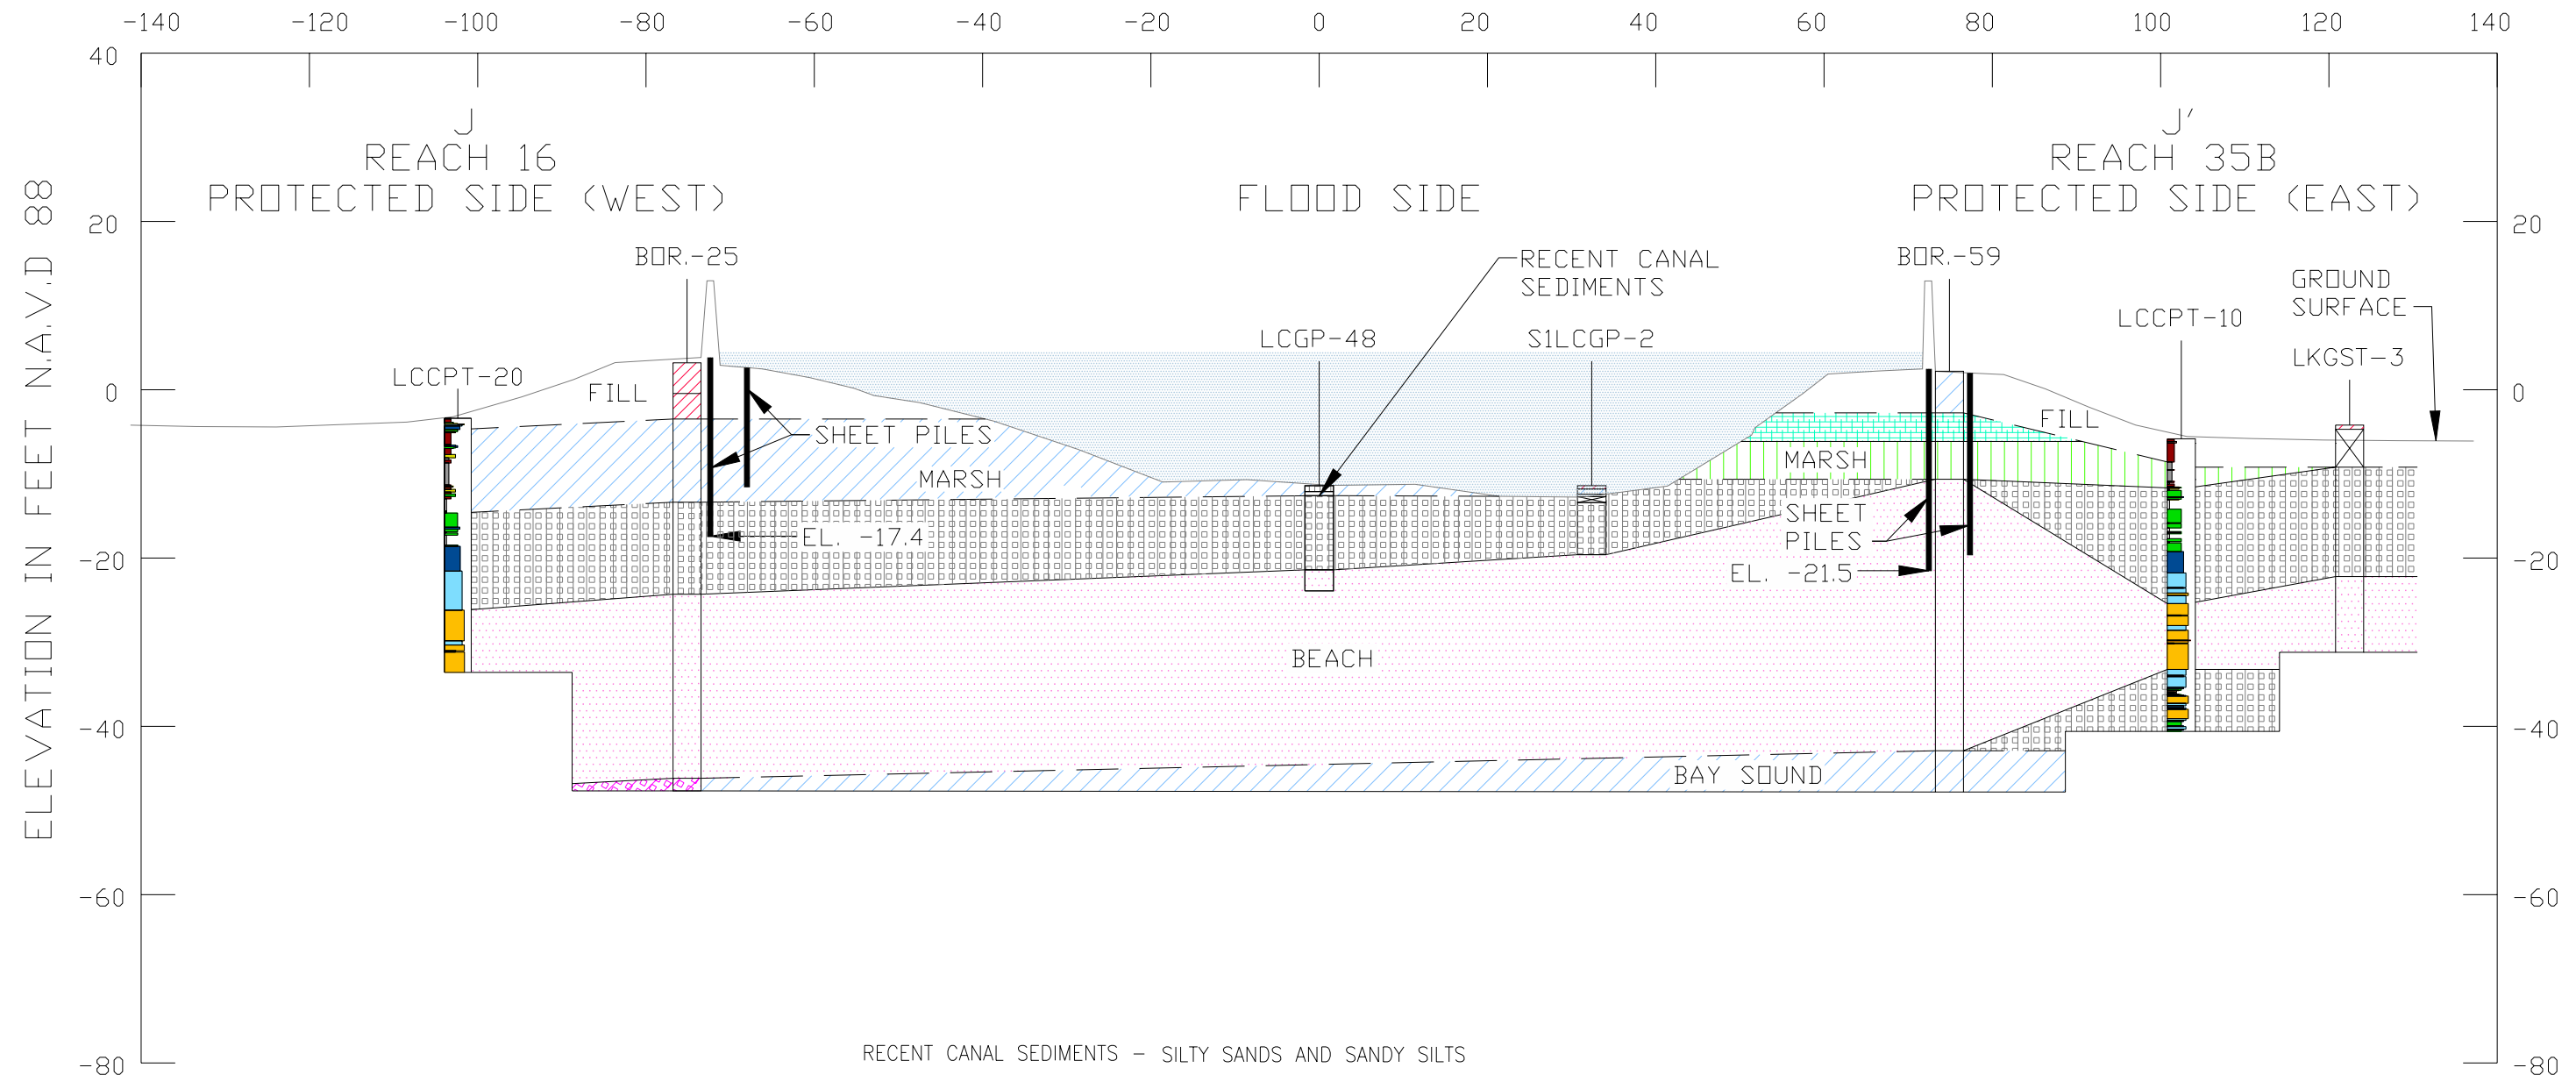 -140 -120 -100 -80 -60 -40 -20 0 20 40 60 80 100 120 140
40
J
REACH 16
PROTECTED SIDE (WEST)
FLOOD SIDE
J'
REACH 35B
PROTECTED SIDE (EAST)
ELEVATION IN FEET N.A.V.D 88
20 20
BOR.-25
RECENT CANAL
SEDIMENTS
BOR.-59
GROUND
SURFACE
LCGP-48
S1LCGP-2
LCCPT-10
LKGST-3
LCCPT-20
0 0
FILL
FILL
SHEET PILES
MARSH
MARSH
SHEET
PILES
EL. -17.4
EL. -21.5
-20 -20
BEACH
-40 -40
BAY SOUND
-60 -60
RECENT CANAL SEDIMENTS - SILTY SANDS AND SANDY SILTS
-80 -80